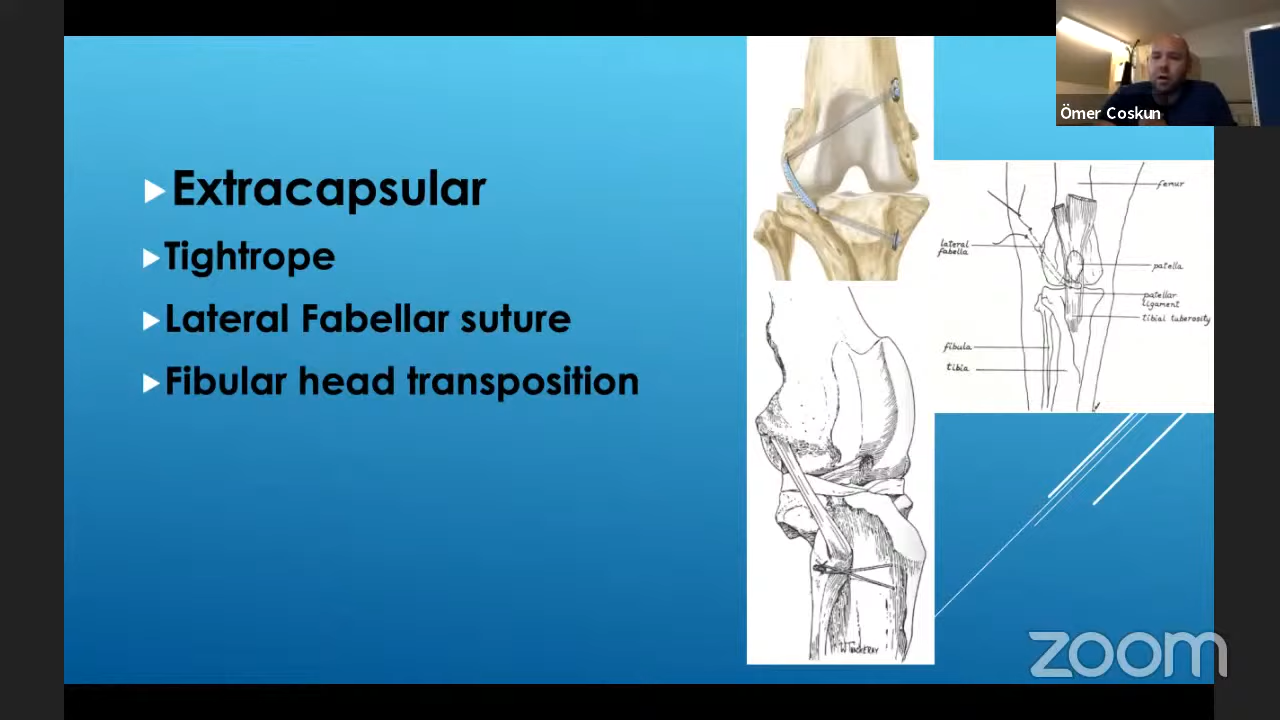 Extracapsular
Tightrope
Lateral Fabellar suture
Fibular head transposition
Ömer Coskun
femur
lateral
fabella
patella
patellar
ligament
tibial tuberosity
fibula
tibia
zoom